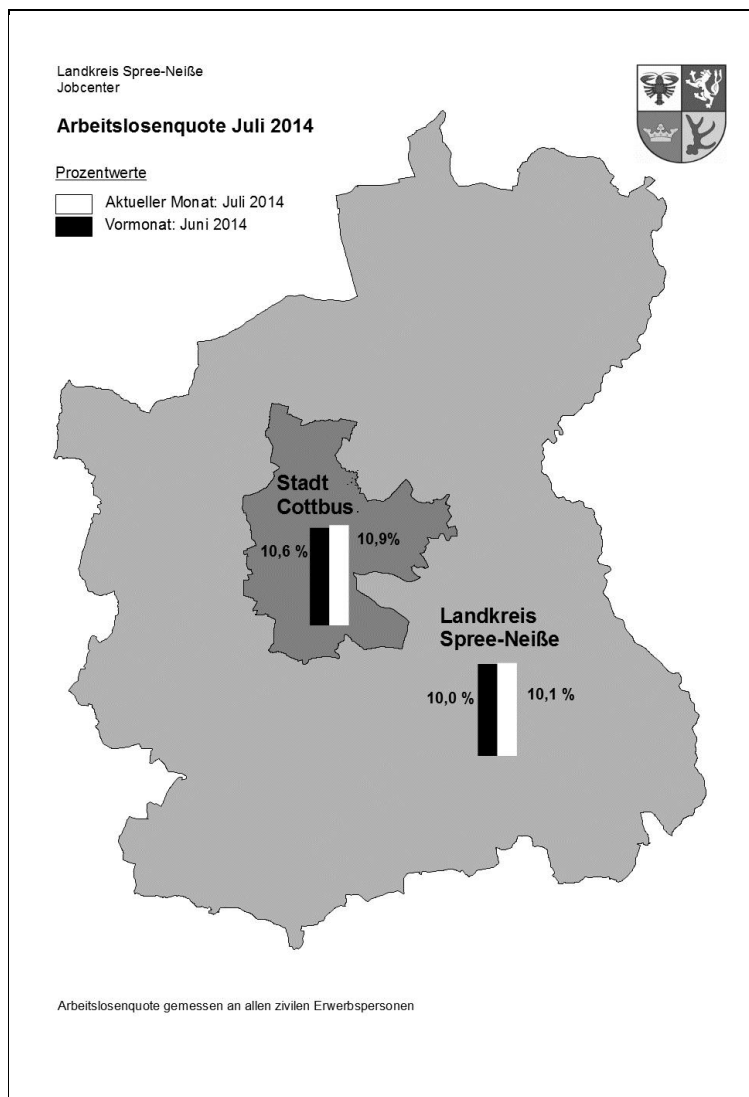 Landkreis Spree-Neiße
Jobcenter
Arbeitslosenquote Juli 2014
Prozentwerte
Aktueller Monat: Juli 2014
Vormonat: Juni 2014
Stadt
Cottbus
10,6 %
10,9%
Landkreis
Spree-Neiße
10,0 %
10,1 %
Arbeitslosenquote gemessen an allen zivilen Erwerbspersonen